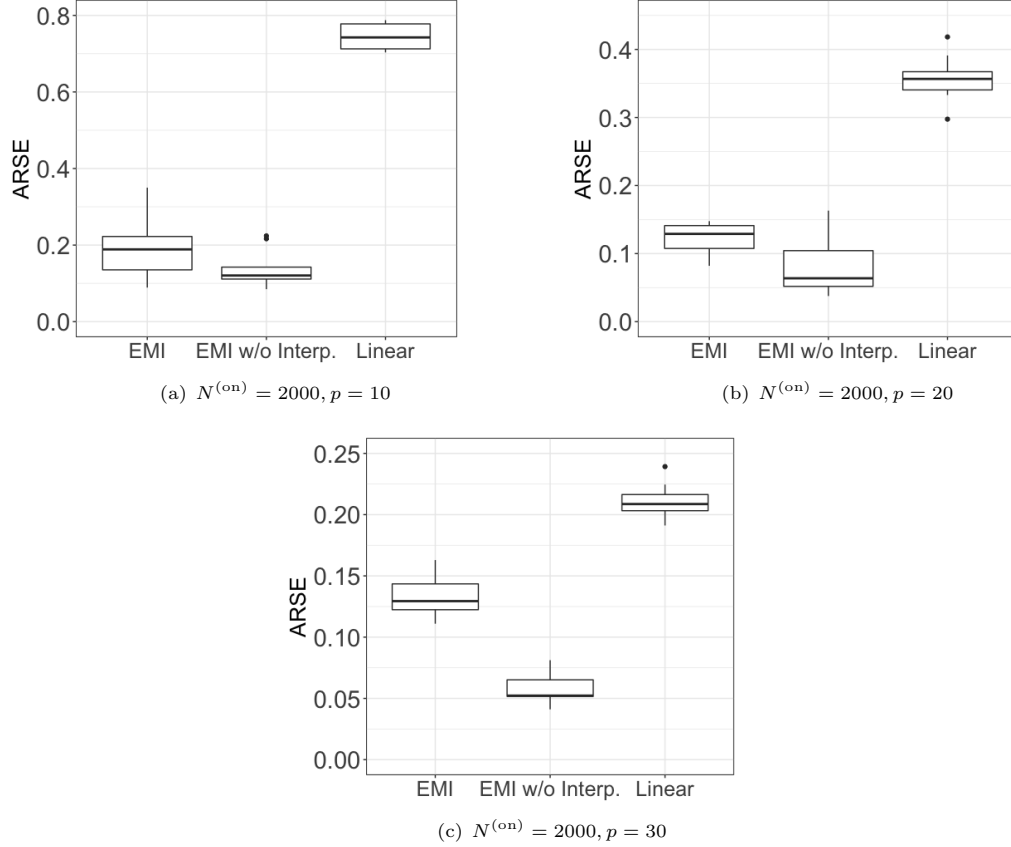 ARSE
0.8
0.6
0.4
0.2
0.0
EMI EMI w/o Interp. Linear
(a) N^(on) = 2000, p = 10
ARSE
0.4
0.3
0.2
0.1
0.0
EMI EMI w/o Interp. Linear
(b) N^(on) = 2000, p = 20
ARSE
0.25
0.20
0.15
0.10
0.05
0.00
EMI EMI w/o Interp. Linear
(c) N^(on) = 2000, p = 30